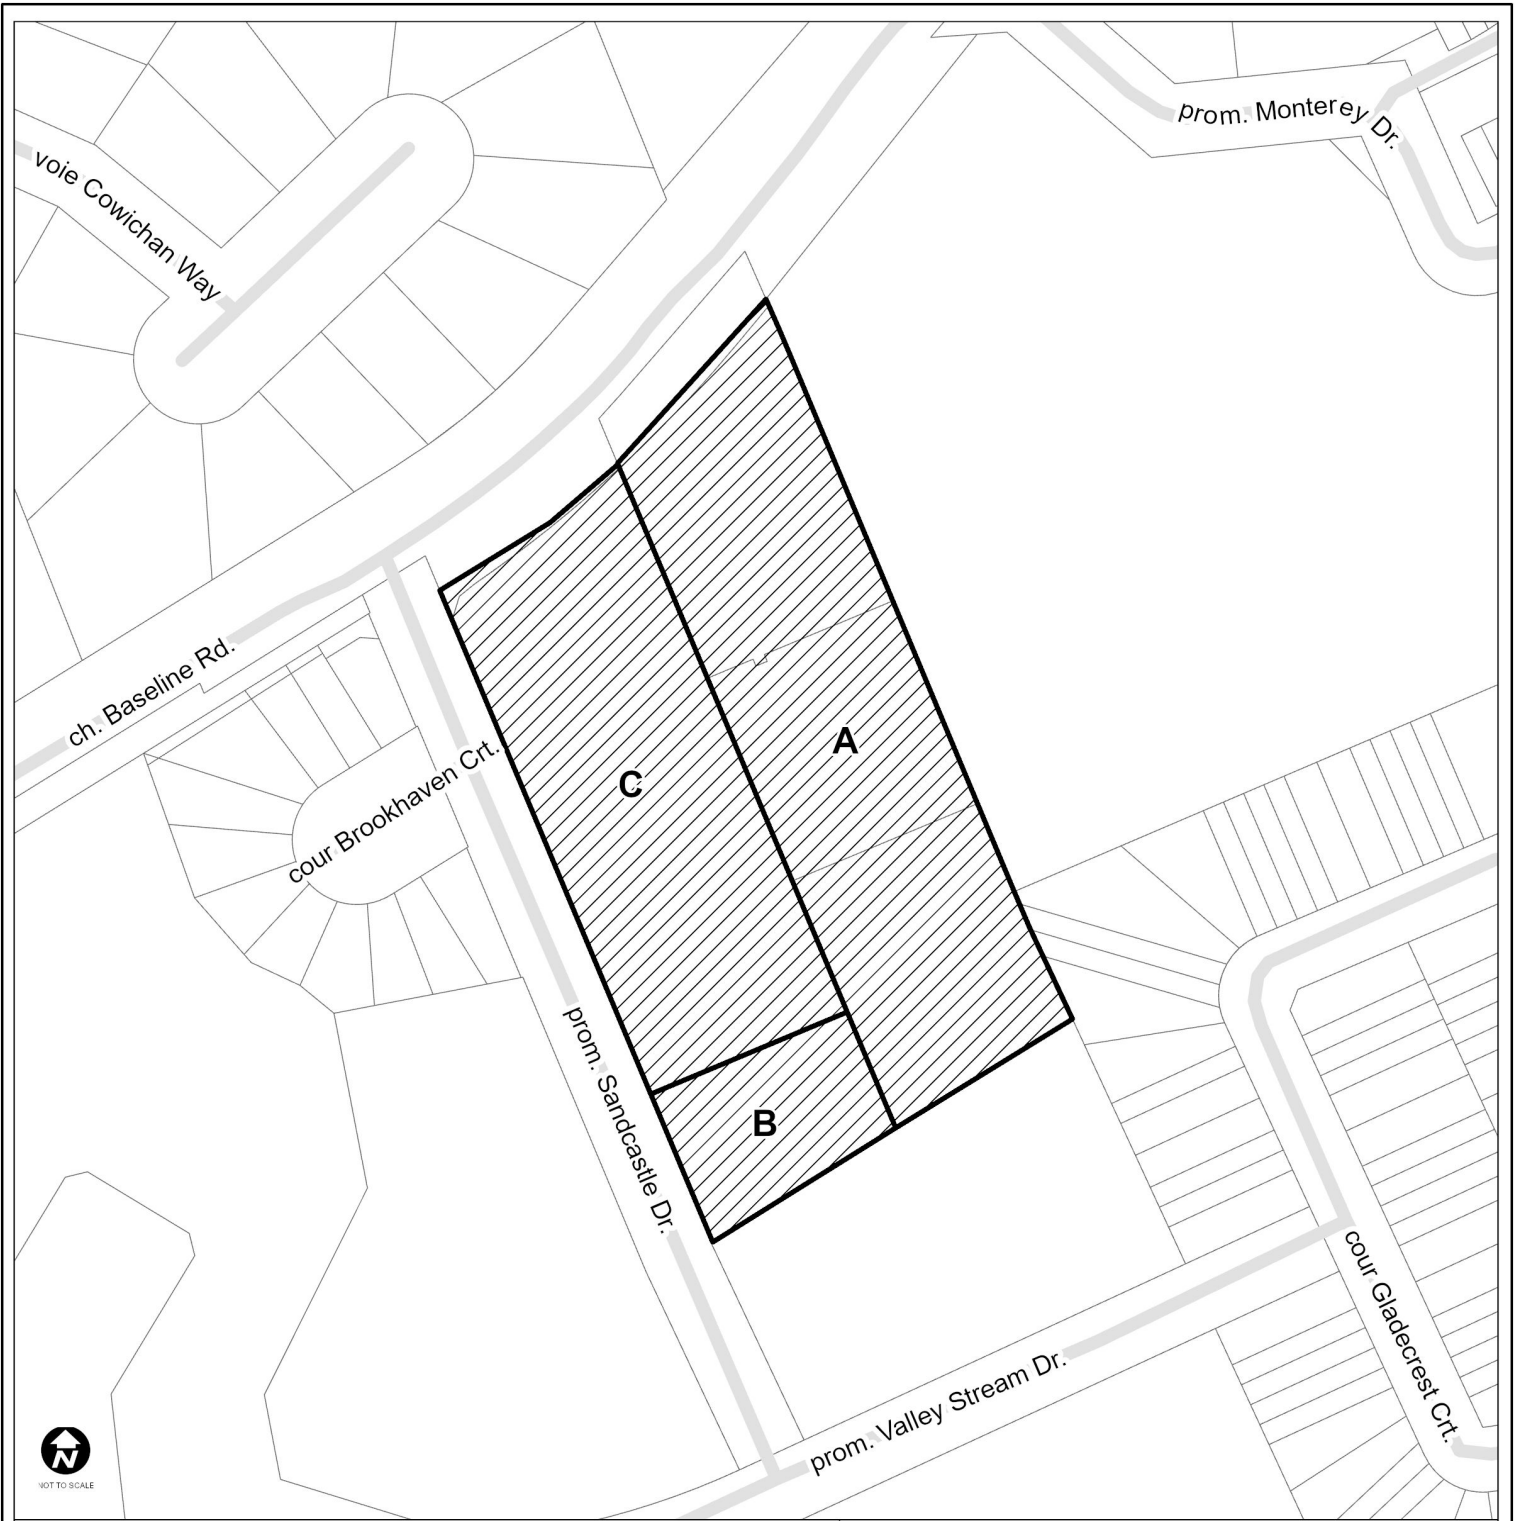 prom. Monterey Dr.
voie Cowichan Way
ch. Baseline Rd.
A
C
cour Brookhaven Crt.
prom. Sandcastle Dr.
B
cour Gladecrest Crt.
prom. Valley Stream Dr.
N
NOT TO SCALE